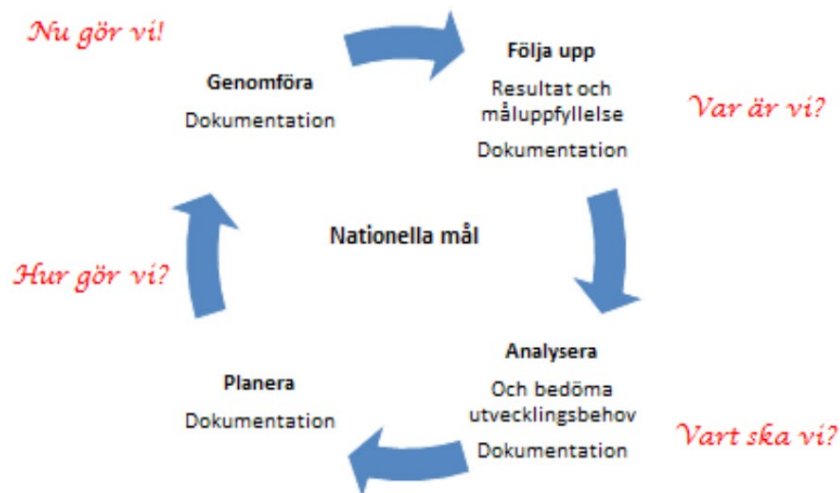 Nu gör vi!
Genomföra
Dokumentation
Följa upp
Resultat och
måluppfyllelse
Dokumentation
Var är vi?
Nationella mål
Hur gör vi?
Planera
Dokumentation
Analysera
Och bedöma
utvecklingsbehov
Dokumentation
Vart ska vi?